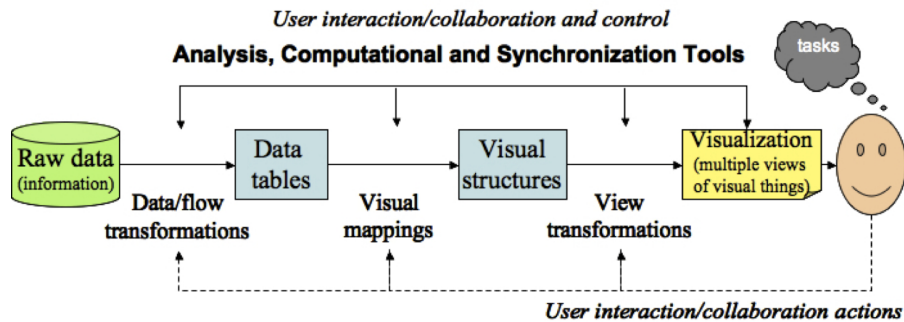 User interaction/collaboration and control
Analysis, Computational and Synchronization Tools
tasks
Raw data
(information)
Data
tables
Visual
structures
Visualization
(multiple views
of visual things)
Data/flow
transformations
Visual
mappings
View
transformations
User interaction/collaboration actions